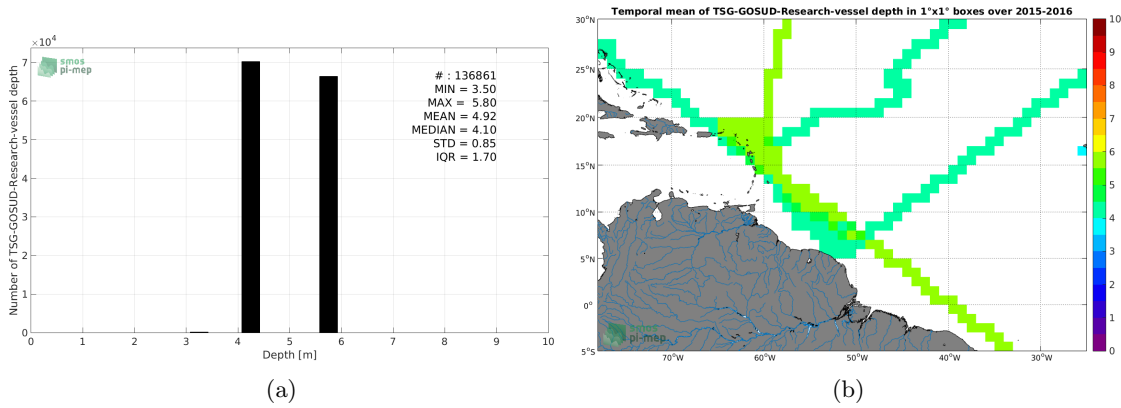 ×10⁴
smos
pi-mep
# : 136861
MIN = 3.50
MAX = 5.80
MEAN = 4.92
MEDIAN = 4.10
STD = 0.85
IQR = 1.70
7
6
5
4
3
2
1
0
Number of TSG-GOSUD-Research-vessel depth
0 1 2 3 4 5 6 7 8 9 10
Depth [m]
(a)
Temporal mean of TSG-GOSUD-Research-vessel depth in 1°x1° boxes over 2015-2016
30°N
25°N
20°N
15°N
10°N
5°N
0°
5°S
70°W 60°W 50°W 40°W 30°W
smos
pi-mep
10
9
8
7
6
5
4
3
2
1
0
(b)